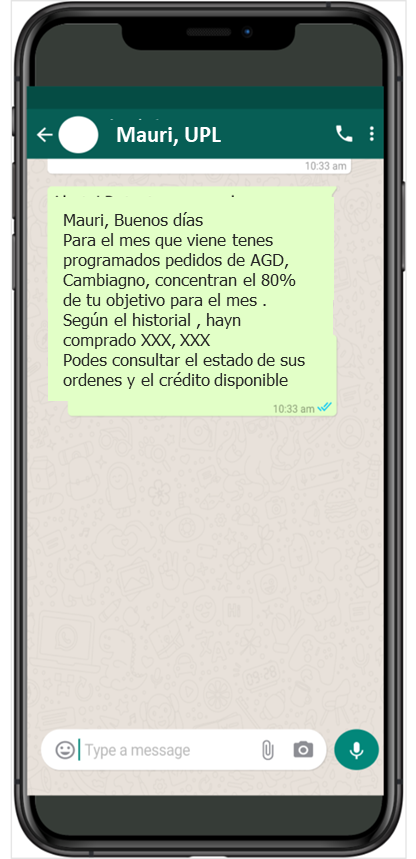 Mauri, UPL
10:33 am
Mauri, Buenos días
Para el mes que viene tenes
programados pedidos de AGD,
Cambiagno, concentran el 80%
de tu objetivo para el mes .
Según el historial , hayn
comprado XXX, XXX
Podes consultar el estado de sus
ordenes y el crédito disponible
10:33 am
Type a message